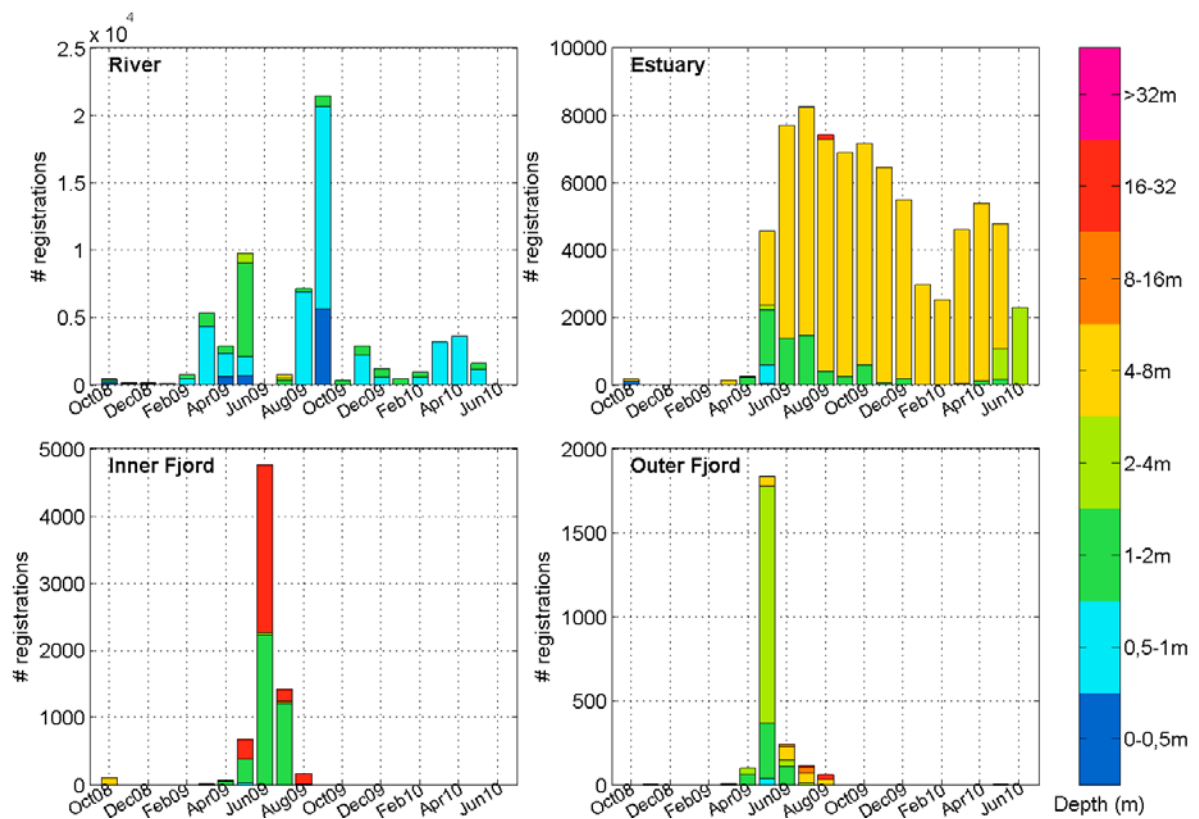 × 10⁴
River
2.5
2
1.5
1
0.5
0
# registrations
Oct08 Dec08 Feb09 Apr09 Jun09 Aug09 Oct09 Dec09 Feb10 Apr10 Jun10
Estuary
10000
8000
6000
4000
2000
0
# registrations
Oct08 Dec08 Feb09 Apr09 Jun09 Aug09 Oct09 Dec09 Feb10 Apr10 Jun10
Inner Fjord
5000
4000
3000
2000
1000
0
# registrations
Oct08 Dec08 Feb09 Apr09 Jun09 Aug09 Oct09 Dec09 Feb10 Apr10 Jun10
Outer Fjord
2000
1500
1000
500
0
# registrations
Oct08 Dec08 Feb09 Apr09 Jun09 Aug09 Oct09 Dec09 Feb10 Apr10 Jun10
>32m
16-32
8-16m
4-8m
2-4m
1-2m
0,5-1m
0-0,5m
Depth (m)